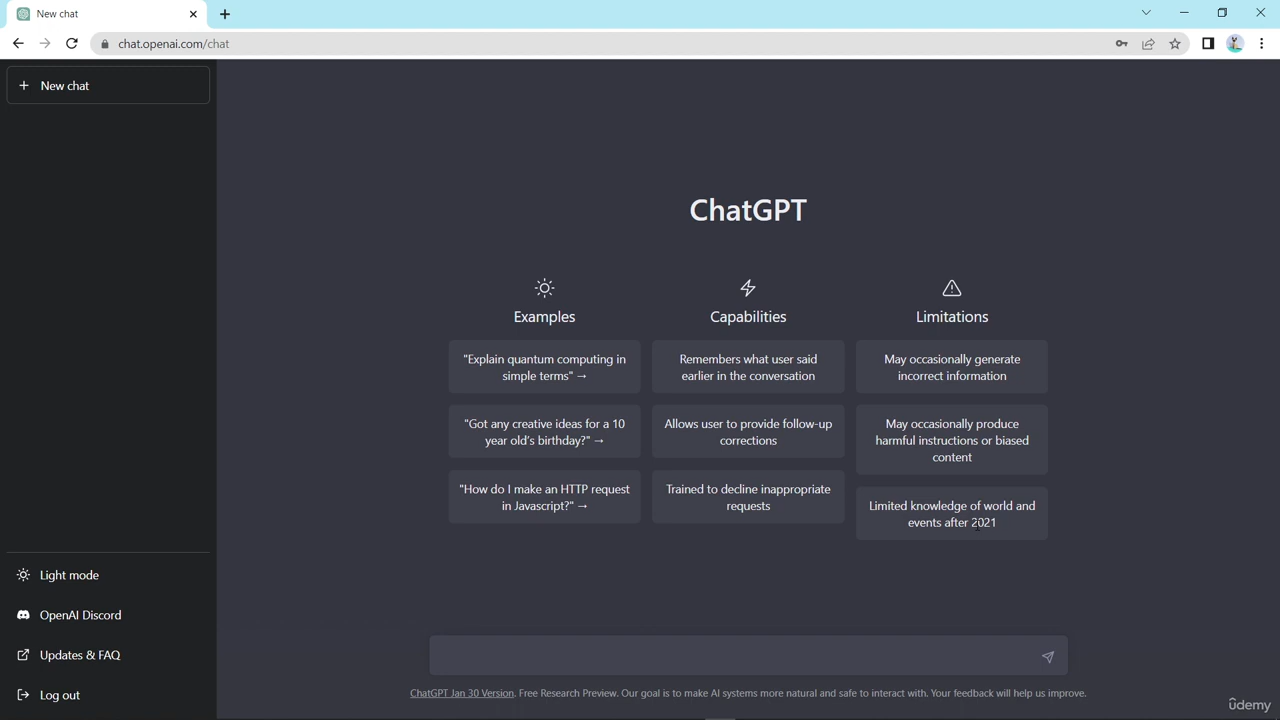 New chat
chat.openai.com/chat
New chat
ChatGPT
Examples
"Explain quantum computing in
simple terms" →
"Got any creative ideas for a 10
year old's birthday?" →
"How do I make an HTTP request
in Javascript?" →
Capabilities
Remembers what user said
earlier in the conversation
Allows user to provide follow-up
corrections
Trained to decline inappropriate
requests
Limitations
May occasionally generate
incorrect information
May occasionally produce
harmful instructions or biased
content
Limited knowledge of world and
events after 2021
Light mode
OpenAI Discord
Updates & FAQ
Log out
ChatGPT Jan 30 Version. Free Research Preview. Our goal is to make AI systems more natural and safe to interact with. Your feedback will help us improve.
ûdemy